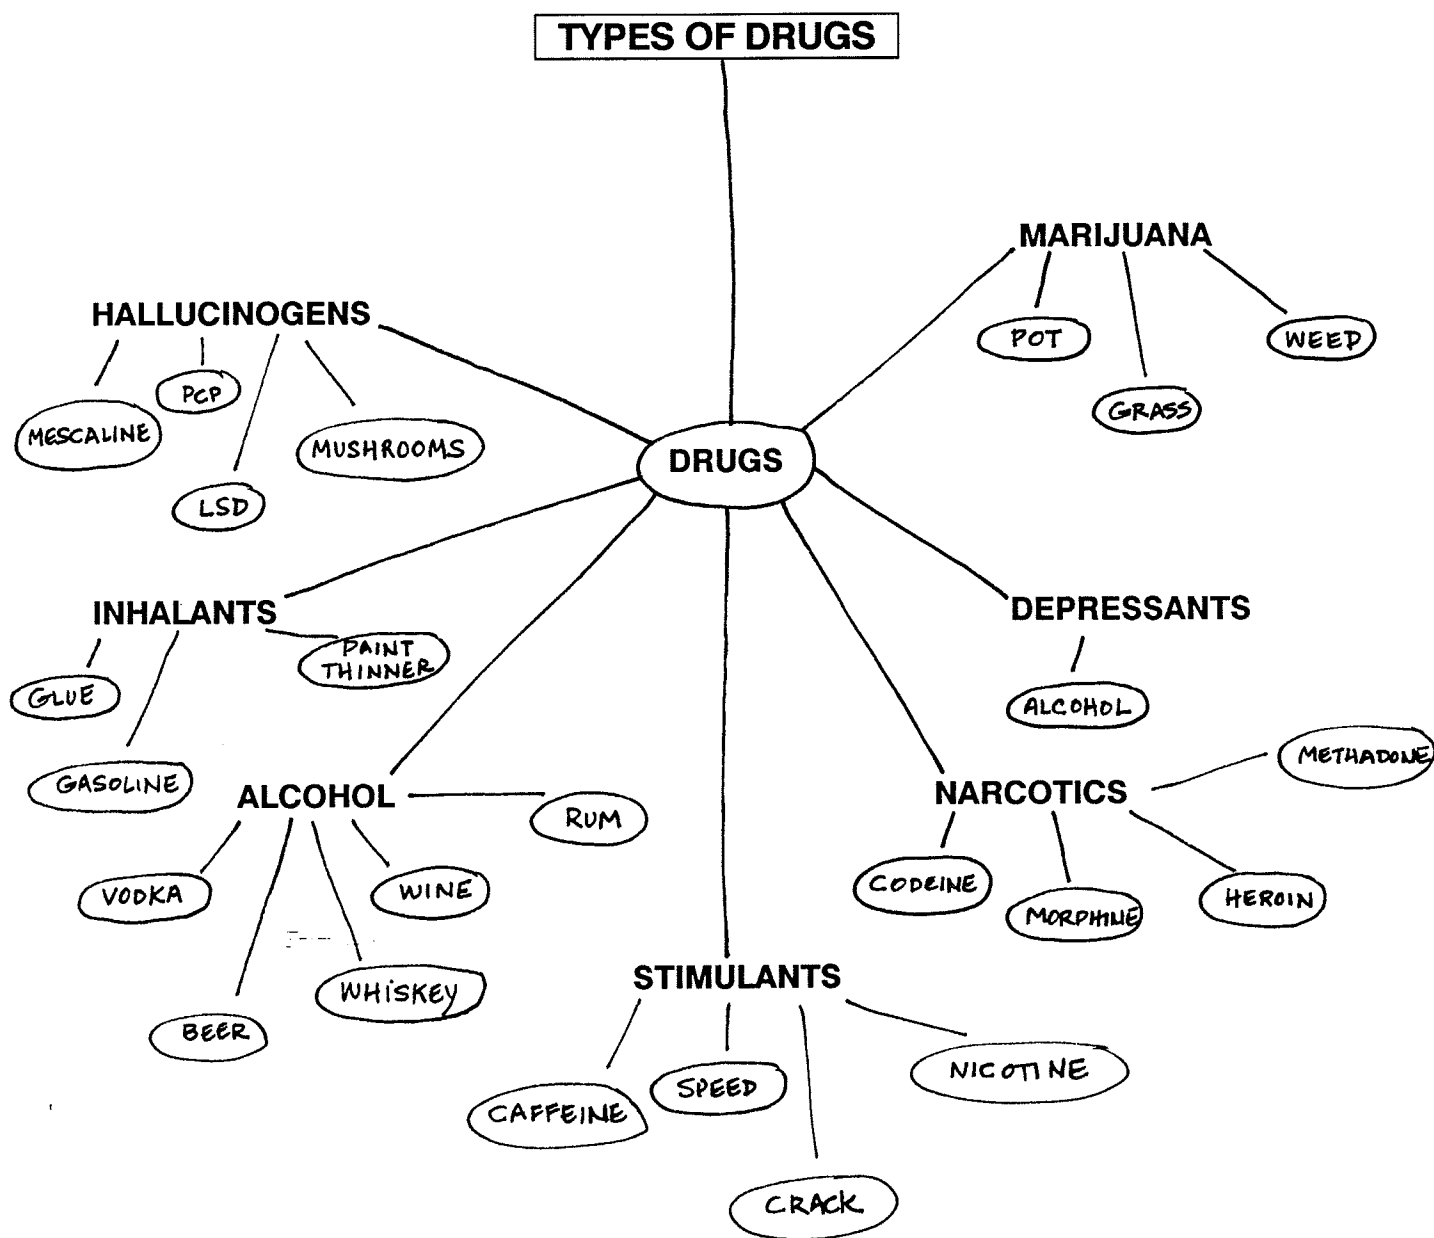 TYPES OF DRUGS
MARIJUANA
POT
GRASS
WEED
HALLUCINOGENS
MESCALINE
PCP
LSD
MUSHROOMS
DRUGS
INHALANTS
GLUE
GASOLINE
PAINT
THINNER
DEPRESSANTS
ALCOHOL
ALCOHOL
VODKA
BEER
WHISKEY
WINE
RUM
NARCOTICS
CODEINE
MORPHINE
HEROIN
METHADONE
STIMULANTS
CAFFEINE
SPEED
CRACK
NICOTINE